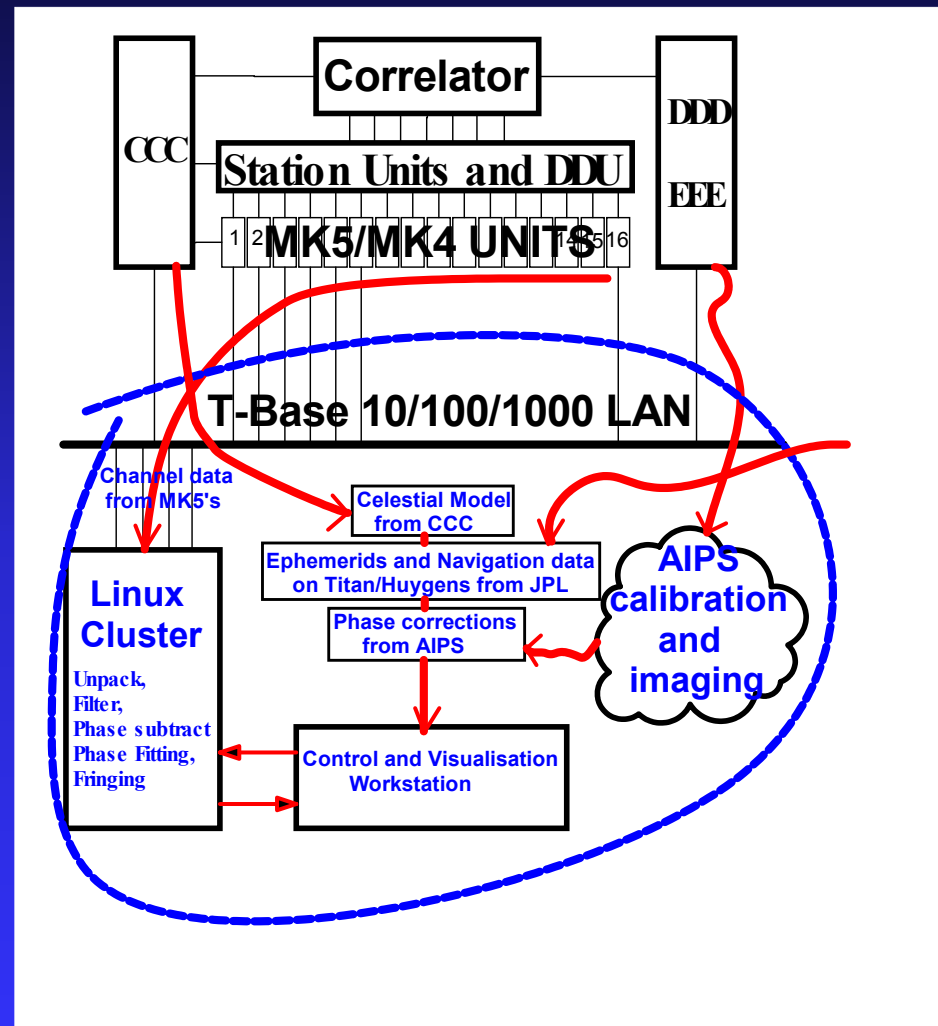 Correlator
CCC
DDD
EEE
Station Units and DDU
1 2 MK5/MK4 UNITS 14 15 16
T-Base 10/100/1000 LAN
Channel data
from MK5's
Celestial Model
from CCC
Ephemerids and Navigation data
on Titan/Huygens from JPL
Phase corrections
from AIPS
AIPS
calibration
and
imaging
Linux
Cluster
Unpack,
Filter,
Phase subtract
Phase Fitting,
Fringing
Control and Visualisation
Workstation